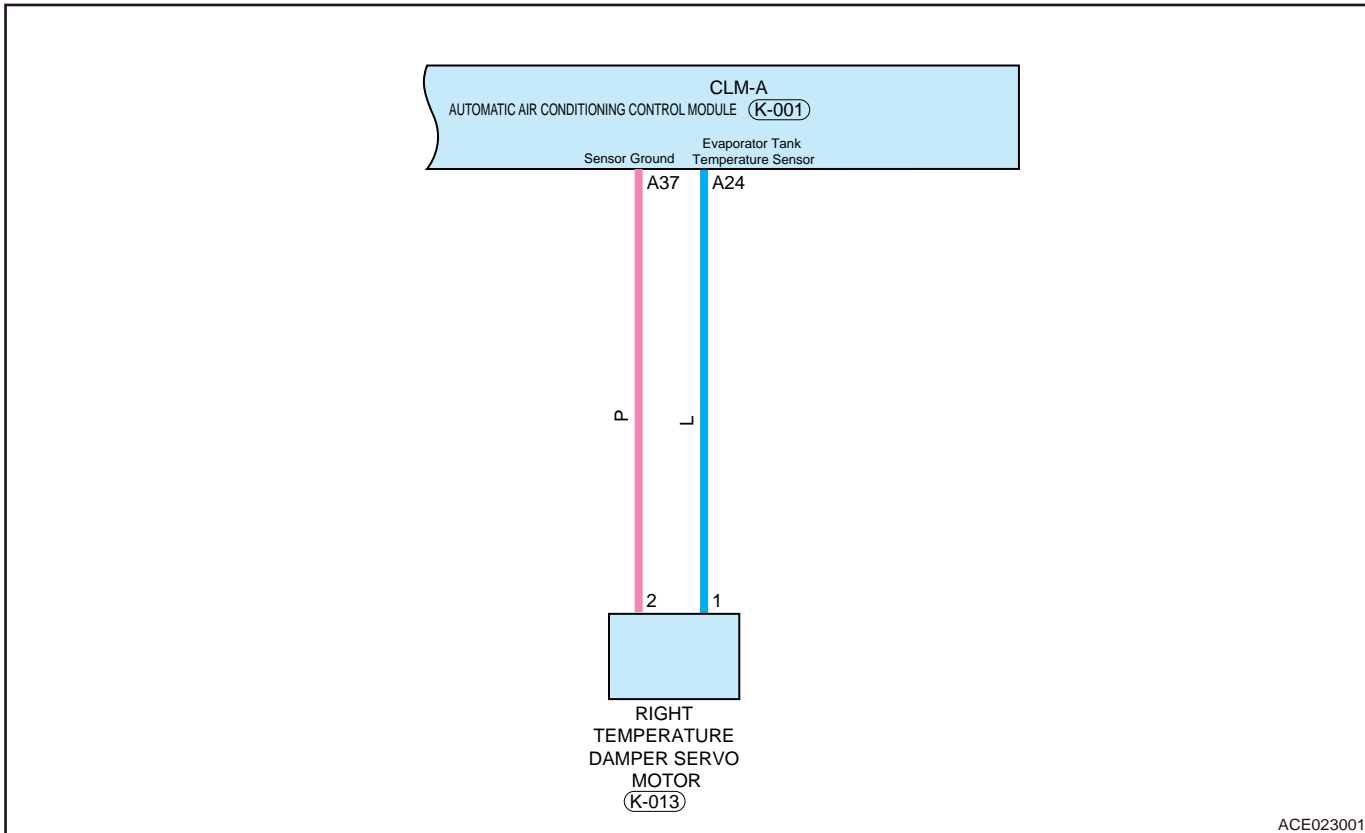 CLM-A
AUTOMATIC AIR CONDITIONING CONTROL MODULE K-001
Sensor Ground
Evaporator Tank
Temperature Sensor
A37
A24
P
L
2
1
RIGHT
TEMPERATURE
DAMPER SERVO
MOTOR
K-013
ACE023001